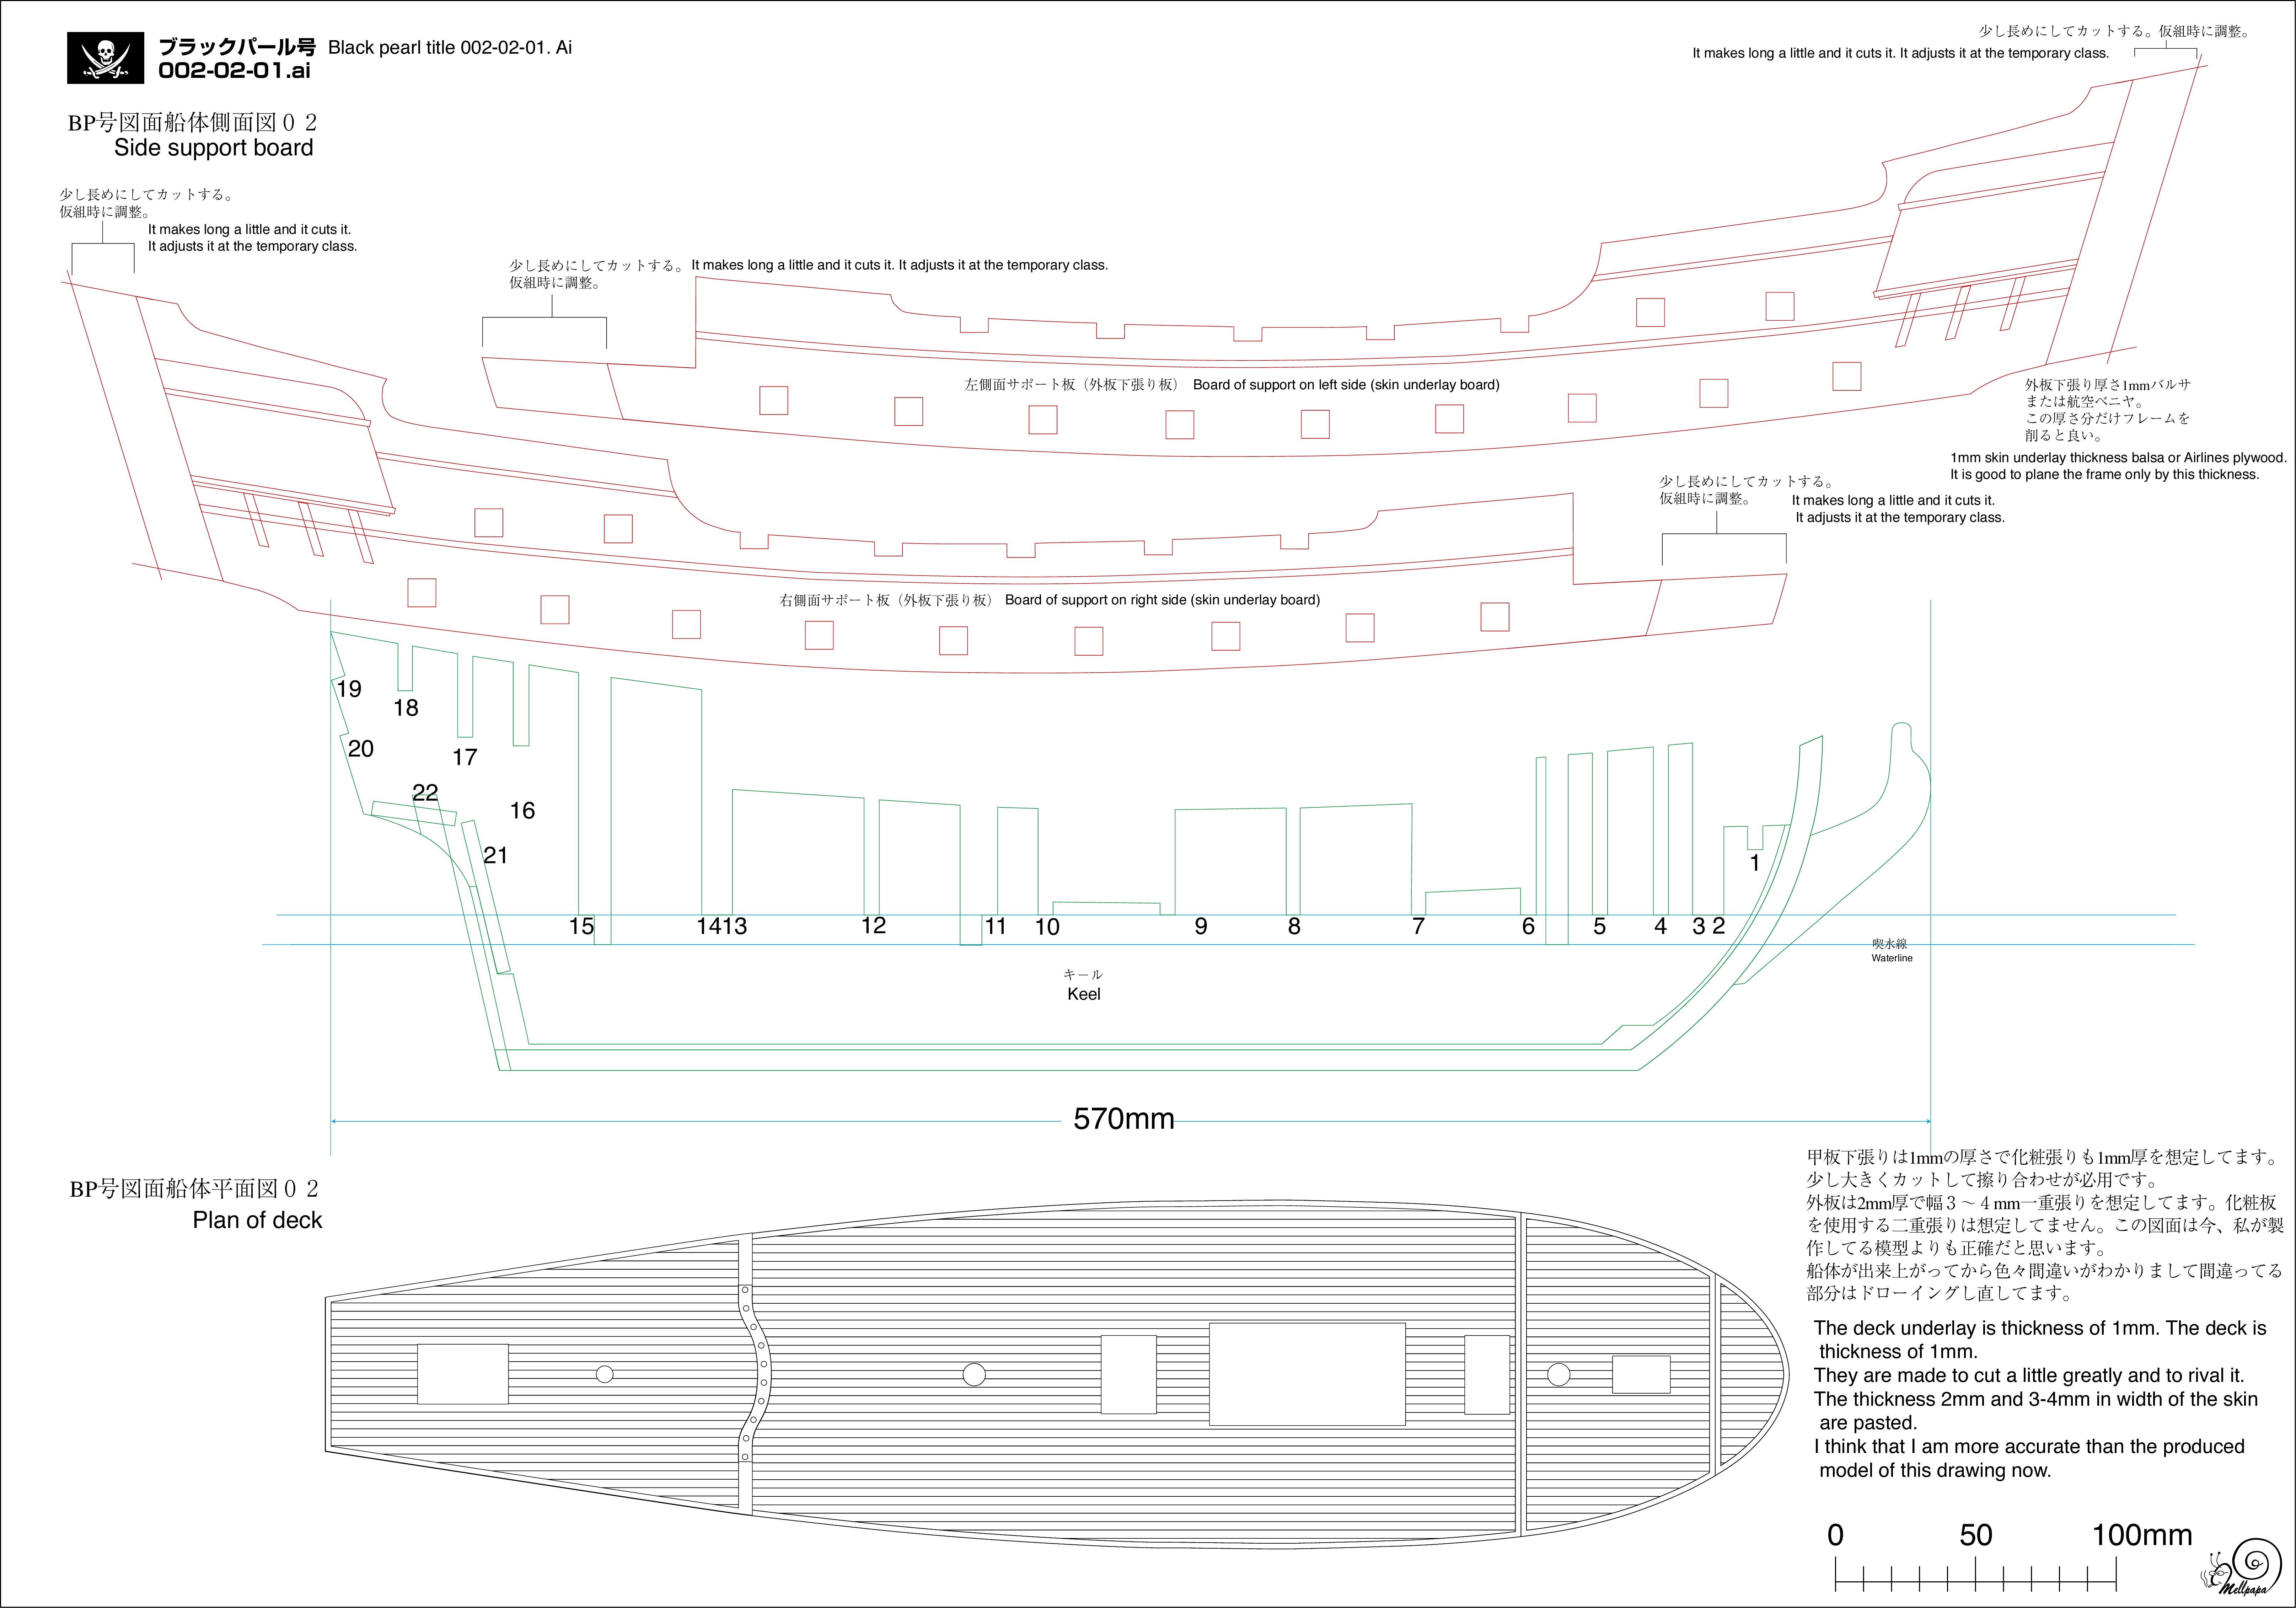 ブラックパール号 Black pearl title 002-02-01. Ai
002-02-01.ai
BP号図面船体側面図０２
Side support board
少し長めにしてカットする。仮組時に調整。
It makes long a little and it cuts it. It adjusts it at the temporary class.
少し長めにしてカットする。
仮組時に調整。
It makes long a little and it cuts it.
It adjusts it at the temporary class.
少し長めにしてカットする。 It makes long a little and it cuts it. It adjusts it at the temporary class.
仮組時に調整。
左側面サポート板（外板下張り板） Board of support on left side (skin underlay board)
外板下張り厚さ1mmバルサ
または航空ベニヤ。
この厚さ分だけフレームを
削ると良い。
1mm skin underlay thickness balsa or Airlines plywood.
It is good to plane the frame only by this thickness.
少し長めにしてカットする。
仮組時に調整。
It makes long a little and it cuts it.
It adjusts it at the temporary class.
右側面サポート板（外板下張り板） Board of support on right side (skin underlay board)
19
18
20
17
22
16
21
1
15 14 13 12 11 10 9 8 7 6 5 4 3 2
喫水線
Waterline
キール
Keel
570mm
BP号図面船体平面図０２
Plan of deck
甲板下張りは1mmの厚さで化粧張りも1mm厚を想定してます。
少し大きくカットして擦り合わせが必用です。
外板は2mm厚で幅３～４mm一重張りを想定してます。化粧板
を使用する二重張りは想定してません。この図面は今、私が製
作してる模型よりも正確だと思います。
船体が出来上がってから色々間違いがわかりまして間違ってる
部分はドローイングし直してます。
The deck underlay is thickness of 1mm. The deck is
thickness of 1mm.
They are made to cut a little greatly and to rival it.
The thickness 2mm and 3-4mm in width of the skin
are pasted.
I think that I am more accurate than the produced
model of this drawing now.
0 50 100mm
Mellpapa